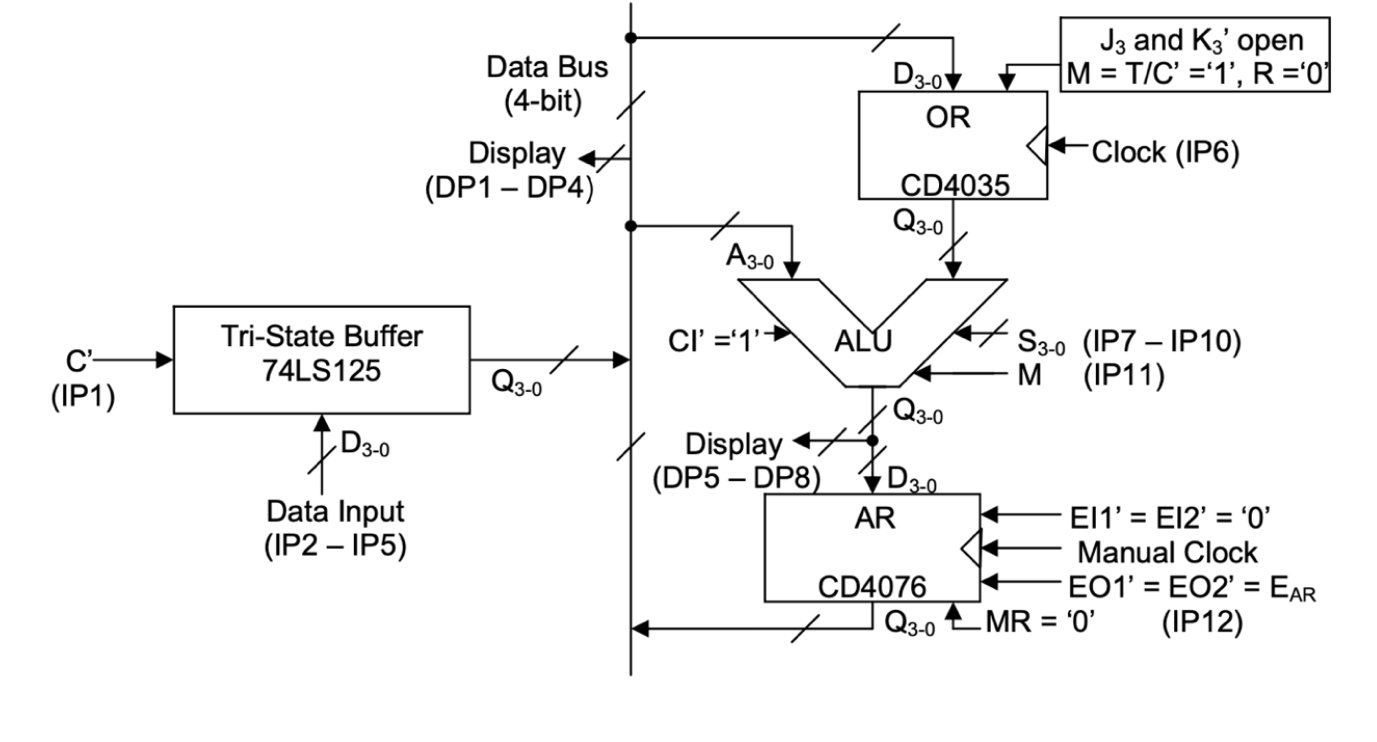 J₃ and K₃’ open
M = T/C’ =‘1’, R =‘0’
D₃₋₀
Data Bus
(4-bit)
OR
CD4035
Clock (IP6)
Display
(DP1 – DP4)
Q₃₋₀
A₃₋₀
Tri-State Buffer
74LS125
C’
(IP1)
Q₃₋₀
D₃₋₀
Data Input
(IP2 – IP5)
CI’ =‘1’
ALU
S₃₋₀ (IP7 – IP10)
M (IP11)
Q₃₋₀
Display
(DP5 – DP8)
D₃₋₀
AR
CD4076
EI1’ = EI2’ = ‘0’
Manual Clock
EO1’ = EO2’ = E_AR
(IP12)
Q₃₋₀
MR = ‘0’